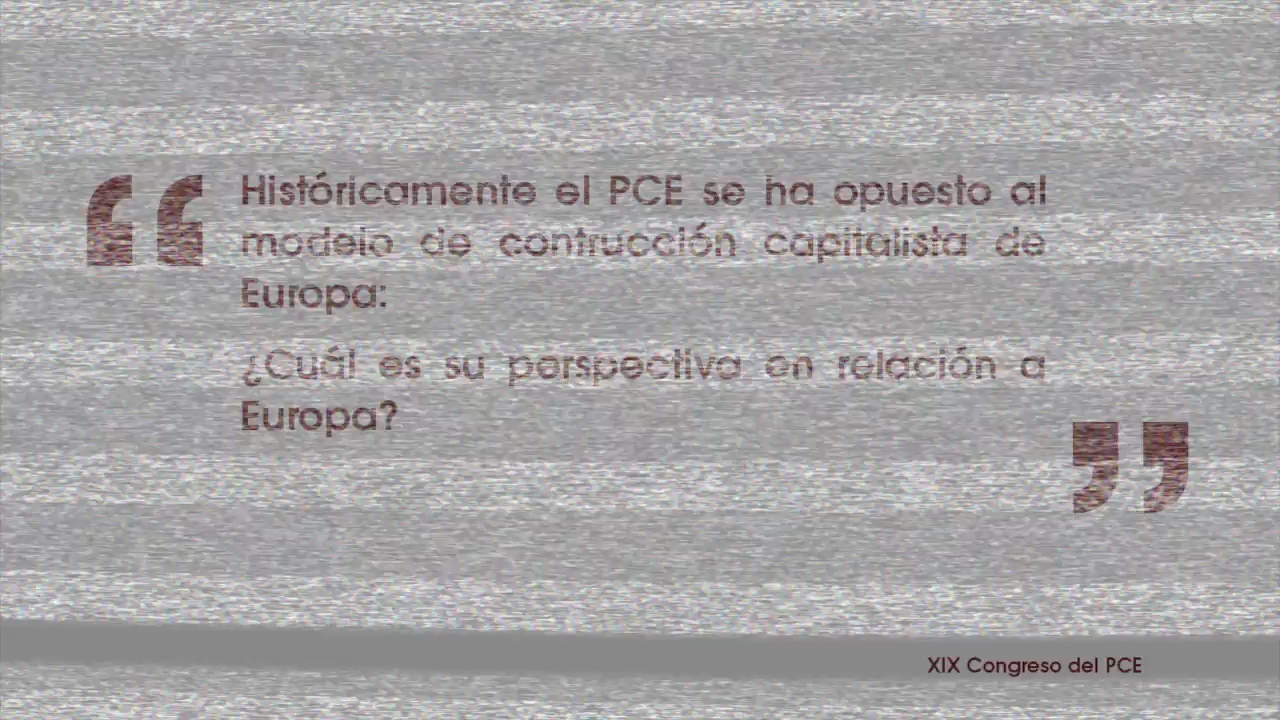 Históricamente el PCE se ha opuesto al
modelo de contrucción capitalista de
Europa:
¿Cuál es su perspectiva en relación a
Europa?
XIX Congreso del PCE